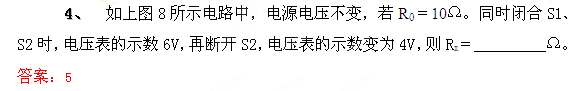 4、 如上图 8 所示电路中，电源电压不变，若 R₀＝10Ω。同时闭合 S1、
S2 时，电压表的示数 6V，再断开 S2，电压表的示数变为 4V，则 Rₓ＝________Ω。
答案：5